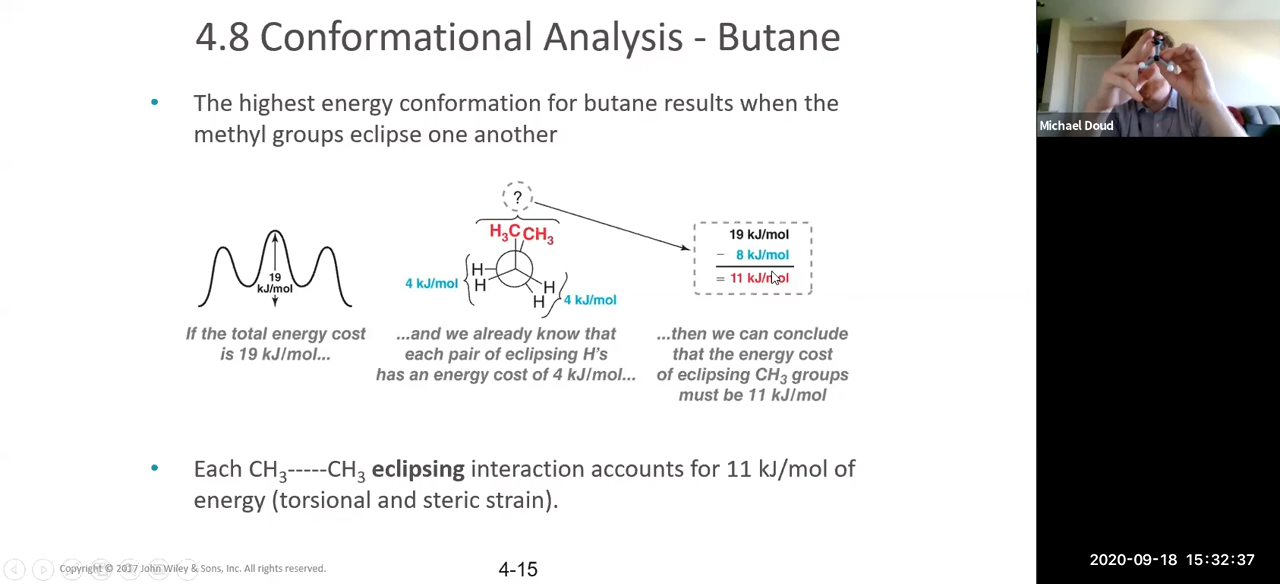 4.8 Conformational Analysis - Butane
• The highest energy conformation for butane results when the
methyl groups eclipse one another
Michael Doud
?
H₃C CH₃
19
kJ/mol
4 kJ/mol
H
H
H
H
4 kJ/mol
19 kJ/mol
− 8 kJ/mol
= 11 kJ/mol
If the total energy cost
is 19 kJ/mol...
...and we already know that
each pair of eclipsing H's
has an energy cost of 4 kJ/mol...
...then we can conclude
that the energy cost
of eclipsing CH₃ groups
must be 11 kJ/mol
• Each CH₃-----CH₃ eclipsing interaction accounts for 11 kJ/mol of
energy (torsional and steric strain).
Copyright © 2017 John Wiley & Sons, Inc. All rights reserved.
4-15
2020-09-18 15:32:37